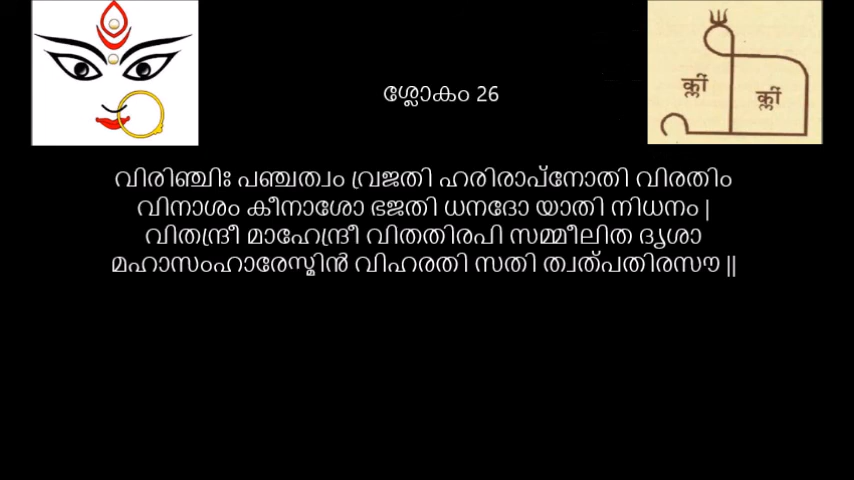 ശ്ലോകം 26
क्लीं
क्लीं
വിരിഞ്ചിഃ പഞ്ചത്വം വ്രജതി ഹരിരാപ്നോതി വിരതിം
വിനാശം കീനാശോ ഭജതി ധനദോ യാതി നിധനം |
വിതന്ദ്രീ മാഹേന്ദ്രീ വിതതിരപി സമ്മീലിത ദൃശാ
മഹാസംഹാരേസ്മിൻ വിഹരതി സതി ത്വത്പതിരസൗ ||